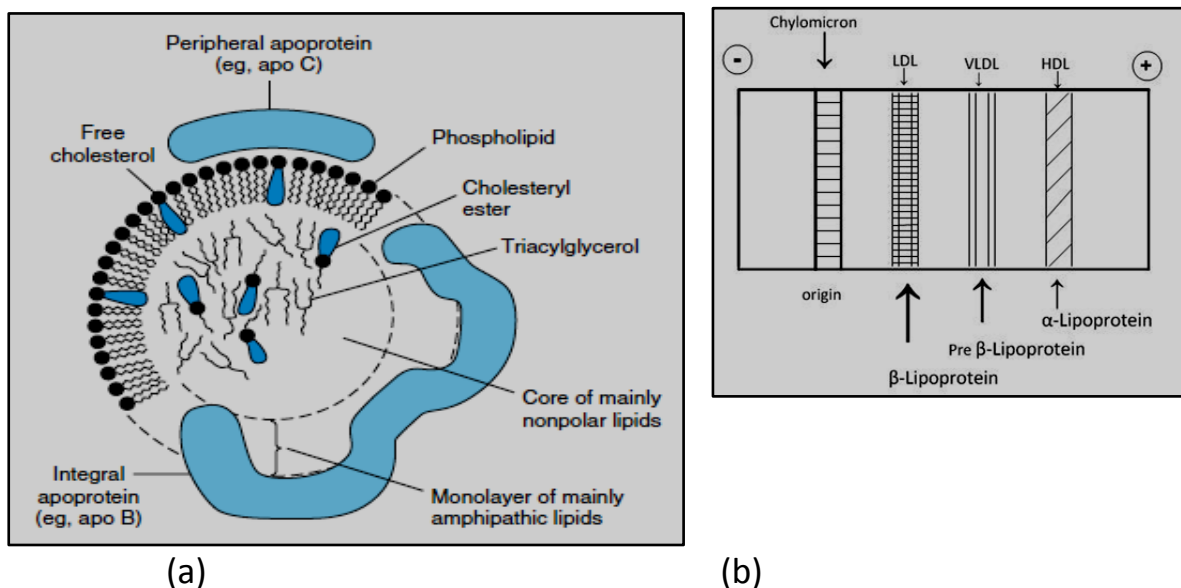 Peripheral apoprotein
(eg, apo C)
Free
cholesterol
Phospholipid
Cholesteryl
ester
Triacylglycerol
Core of mainly
nonpolar lipids
Integral
apoprotein
(eg, apo B)
Monolayer of mainly
amphipathic lipids
(a)
Chylomicron
-
LDL
VLDL
HDL
+
origin
α-Lipoprotein
Pre β-Lipoprotein
β-Lipoprotein
(b)